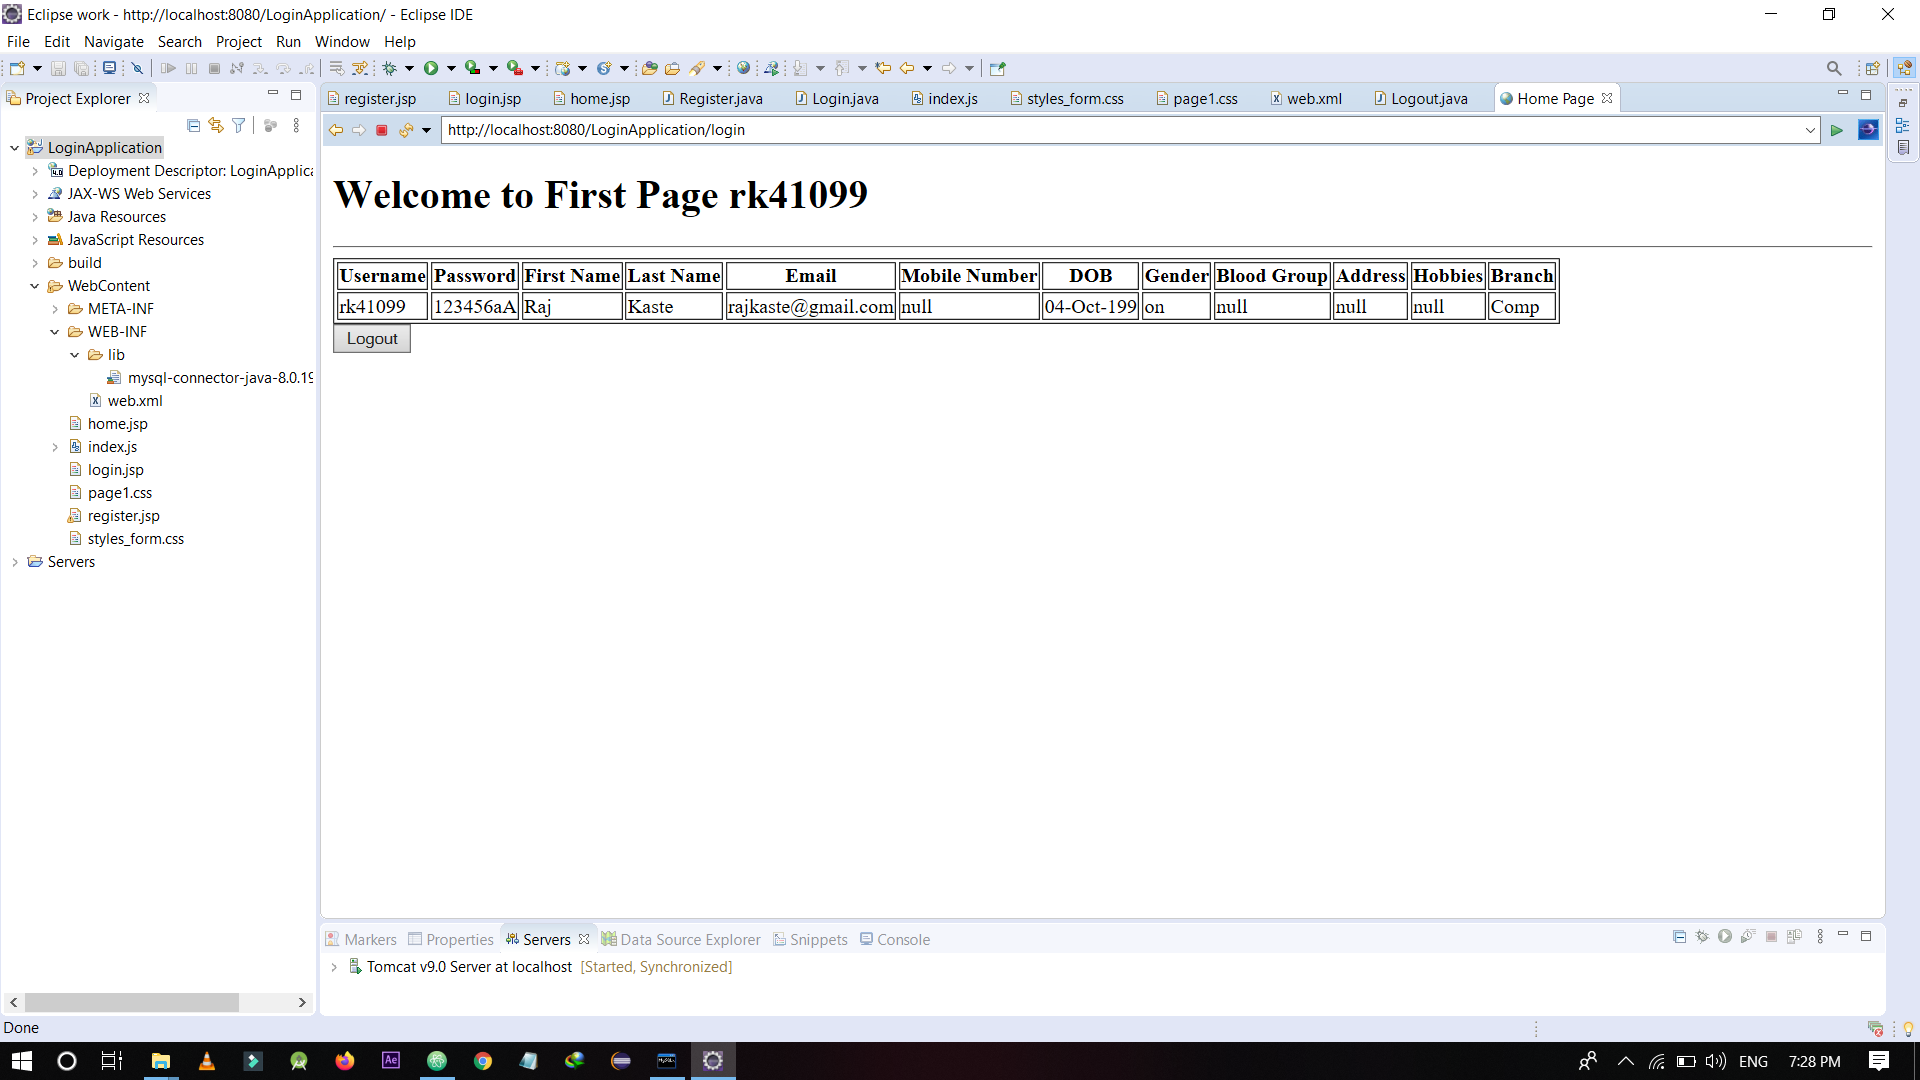 Eclipse work - http://localhost:8080/LoginApplication/ - Eclipse IDE
File Edit Navigate Search Project Run Window Help
Project Explorer
register.jsp login.jsp home.jsp Register.java Login.java index.js styles_form.css page1.css web.xml Logout.java Home Page
http://localhost:8080/LoginApplication/login
LoginApplication
Deployment Descriptor: LoginApplica
JAX-WS Web Services
Java Resources
JavaScript Resources
build
WebContent
META-INF
WEB-INF
lib
mysql-connector-java-8.0.19
web.xml
home.jsp
index.js
login.jsp
page1.css
register.jsp
styles_form.css
Servers
Welcome to First Page rk41099
Username Password First Name Last Name Email Mobile Number DOB Gender Blood Group Address Hobbies Branch
rk41099 123456aA Raj Kaste rajkaste@gmail.com null 04-Oct-199 on null null null Comp
Logout
Markers Properties Servers Data Source Explorer Snippets Console
Tomcat v9.0 Server at localhost [Started, Synchronized]
Done
Ae
ENG 7:28 PM